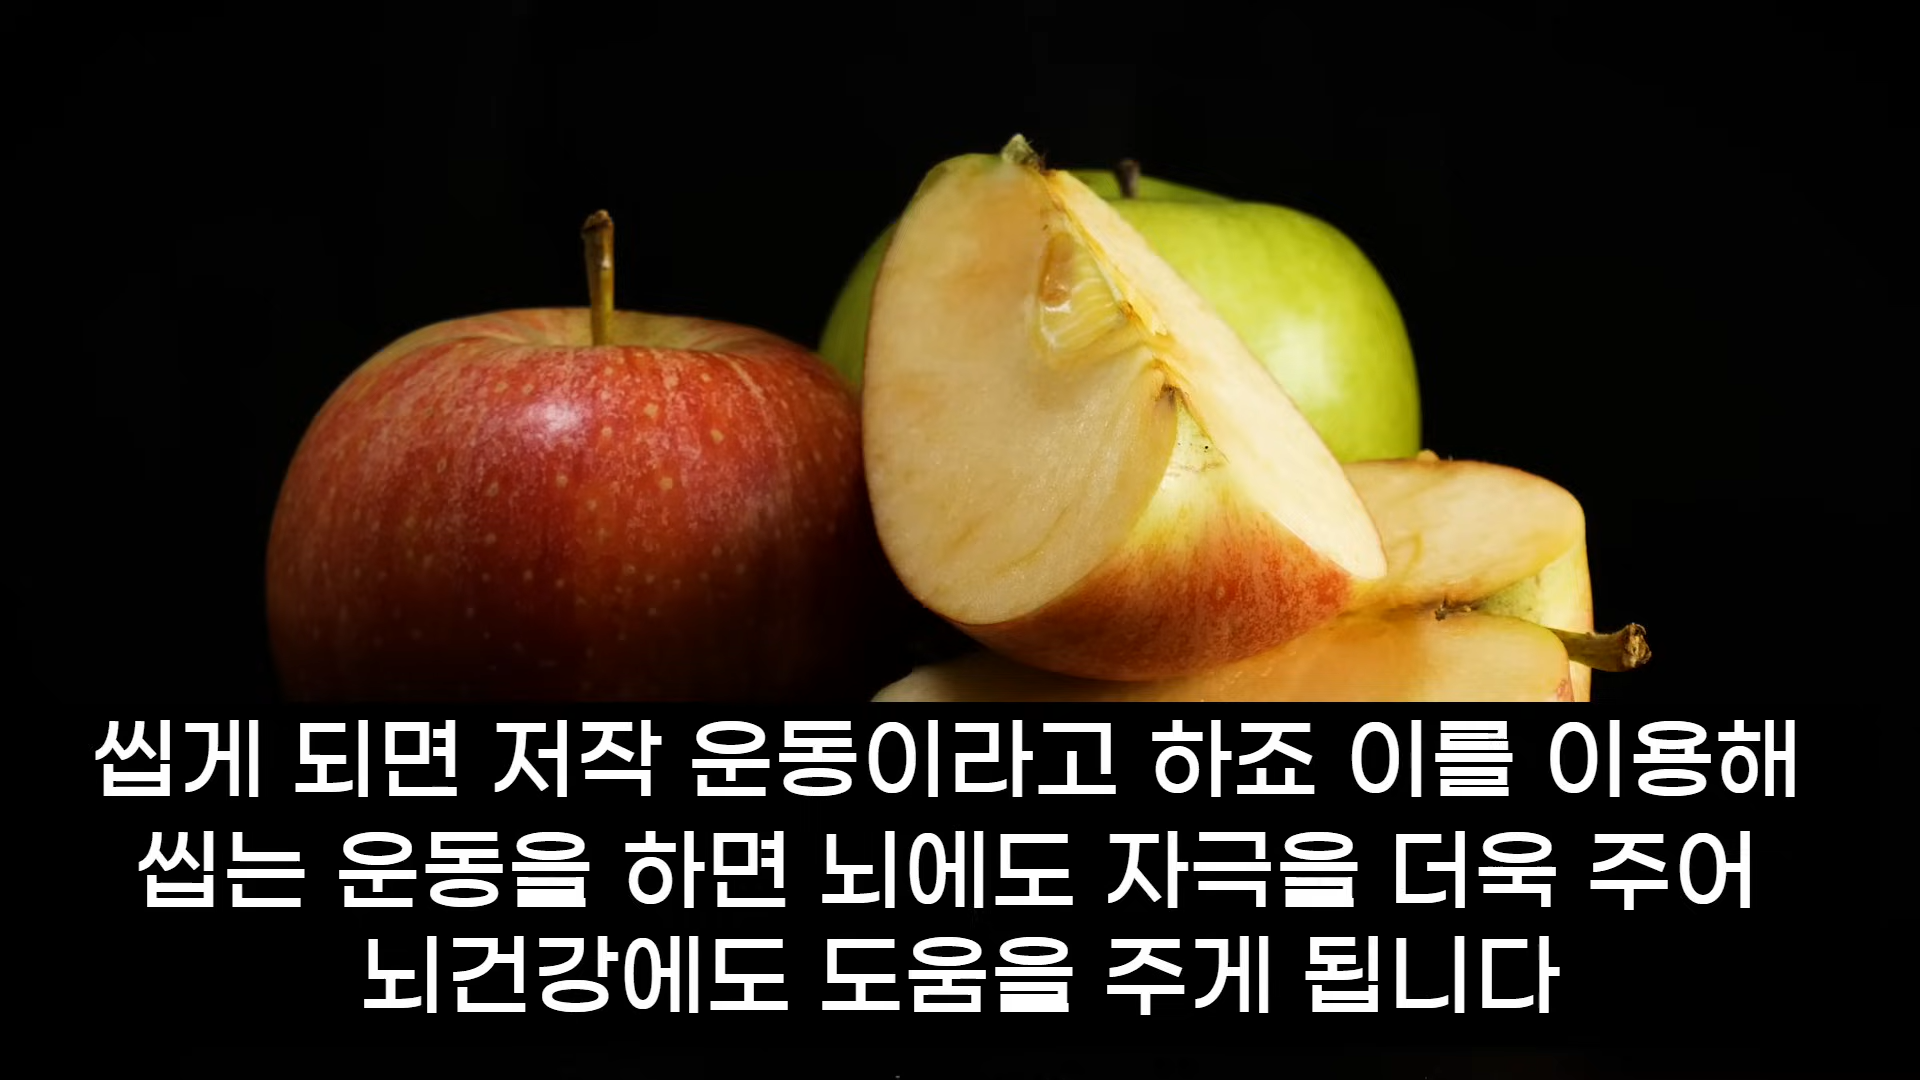 씹게 되면 저작 운동이라고 하죠 이를 이용해
씹는 운동을 하면 뇌에도 자극을 더욱 주어
뇌건강에도 도움을 주게 됩니다